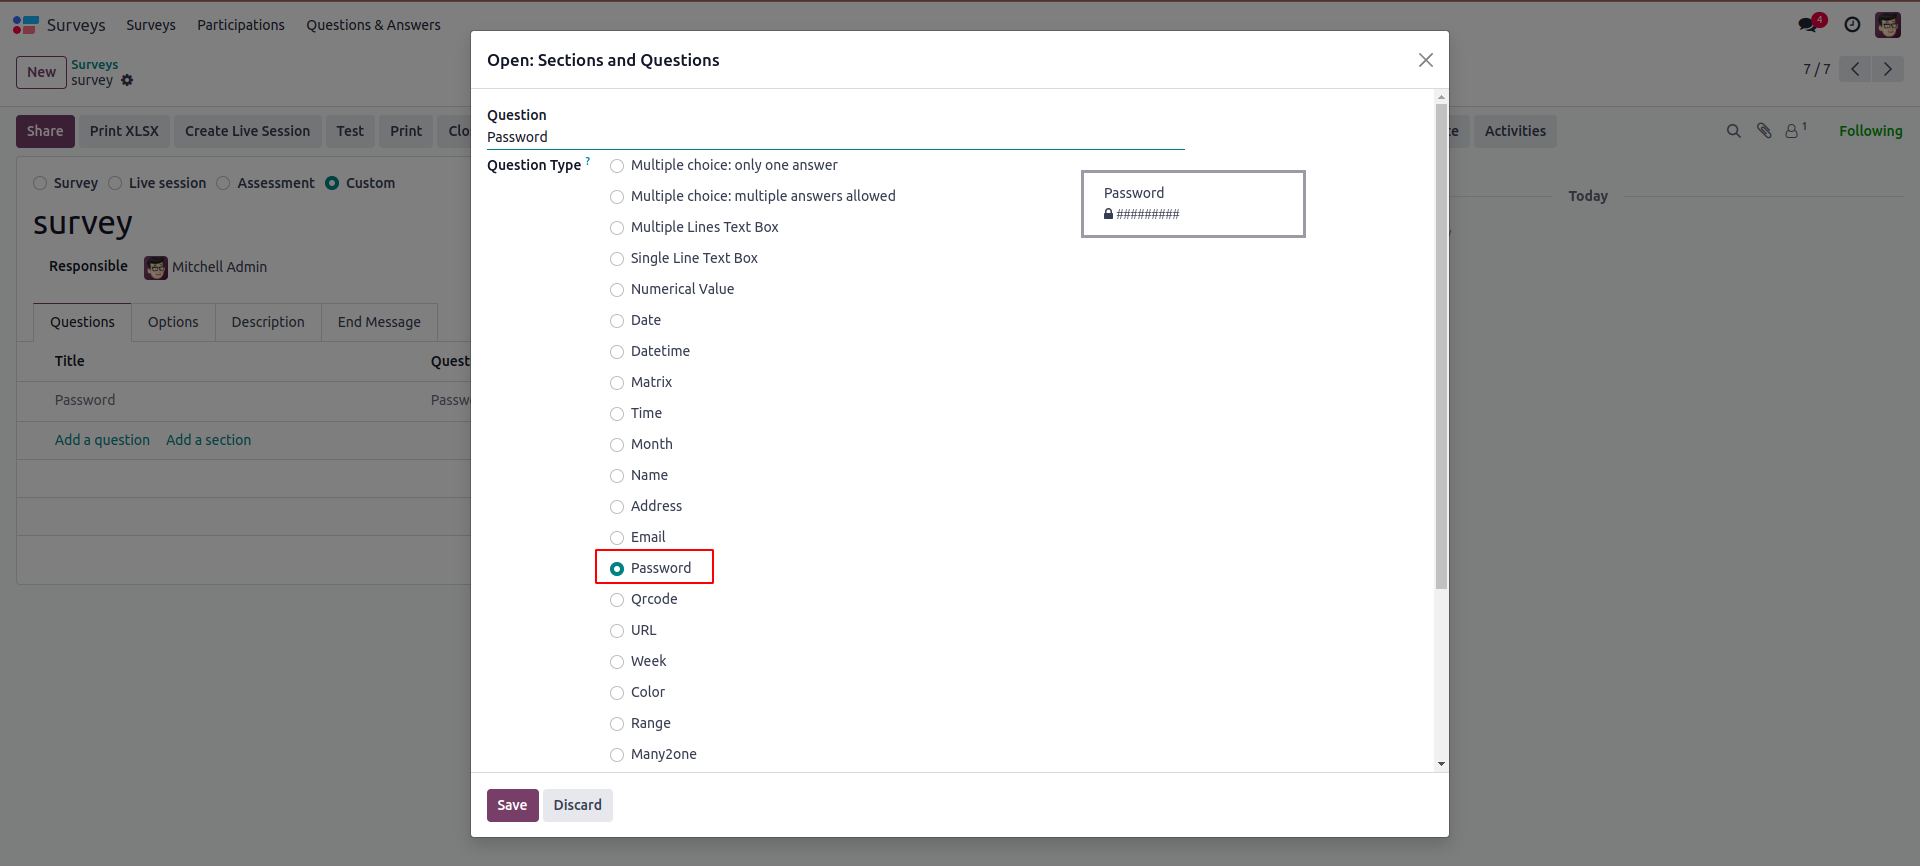 Surveys Surveys Participations Questions & Answers 4
New Surveys
survey
7 / 7
Share Print XLSX Create Live Session Test Print Activities
1 Following
Survey Live session Assessment Custom
survey
Responsible Mitchell Admin
Questions Options Description End Message
Title
Password
Add a question Add a section
Today
Open: Sections and Questions
Question
Password
Question Type ?
Multiple choice: only one answer
Multiple choice: multiple answers allowed
Multiple Lines Text Box
Single Line Text Box
Numerical Value
Date
Datetime
Matrix
Time
Month
Name
Address
Email
Password
Qrcode
URL
Week
Color
Range
Many2one
Password
#########
Save Discard